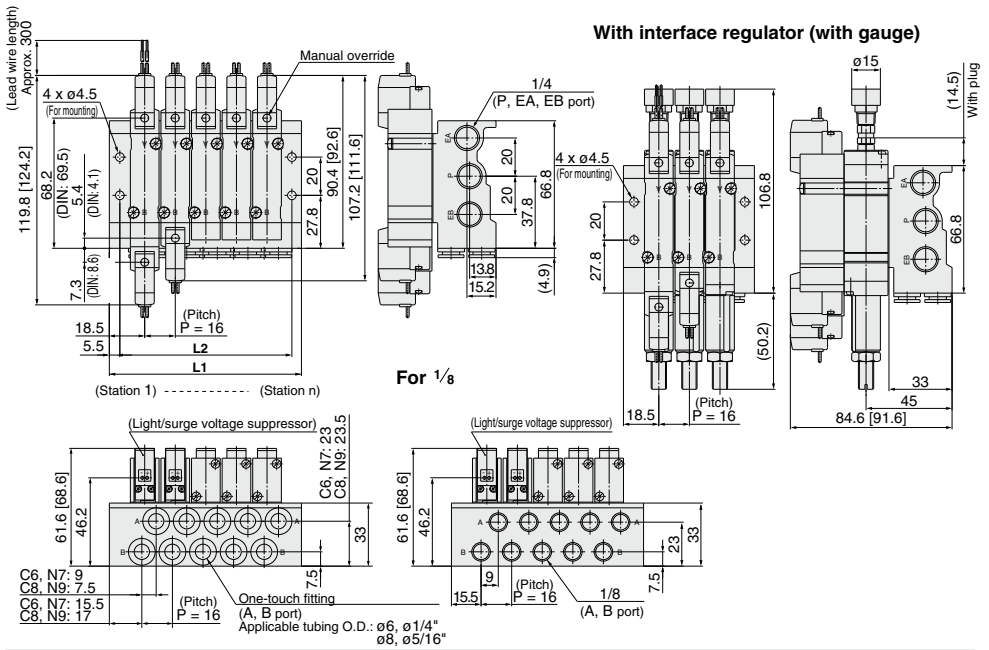 With interface regulator (with gauge)
(Lead wire length)
Approx. 300
Manual override
4 x ø4.5
(For mounting)
119.8 [124.2]
68.2
(DIN: 69.5)
5.4
(DIN: 4.1)
7.3
(DIN: 8.6)
20
27.8
90.4 [92.6]
107.2 [111.6]
B
B
18.5
5.5
(Pitch)
P = 16
L2
L1
(Station 1)
(Station n)
1/4
(P, EA, EB port)
EA
P
EB
20
20
37.8
66.8
13.8
15.2
(4.9)
4 x ø4.5
(For mounting)
20
27.8
B
B
106.8
(50.2)
18.5
(Pitch)
P = 16
ø15
(14.5)
With plug
EA
P
EB
66.8
33
45
84.6 [91.6]
For 1/8
(Light/surge voltage suppressor)
C6, N7: 23
C8, N9: 23.5
61.6 [68.6]
46.2
A
A
B
B
33
7.5
C6, N7: 9
C8, N9: 7.5
C6, N7: 15.5
C8, N9: 17
(Pitch)
P = 16
One-touch fitting
(A, B port)
Applicable tubing O.D.: ø6, ø1/4"
ø8, ø5/16"
(Light/surge voltage suppressor)
61.6 [68.6]
46.2
A
A
B
B
23
33
7.5
9
15.5
(Pitch)
P = 16
1/8
(A, B port)